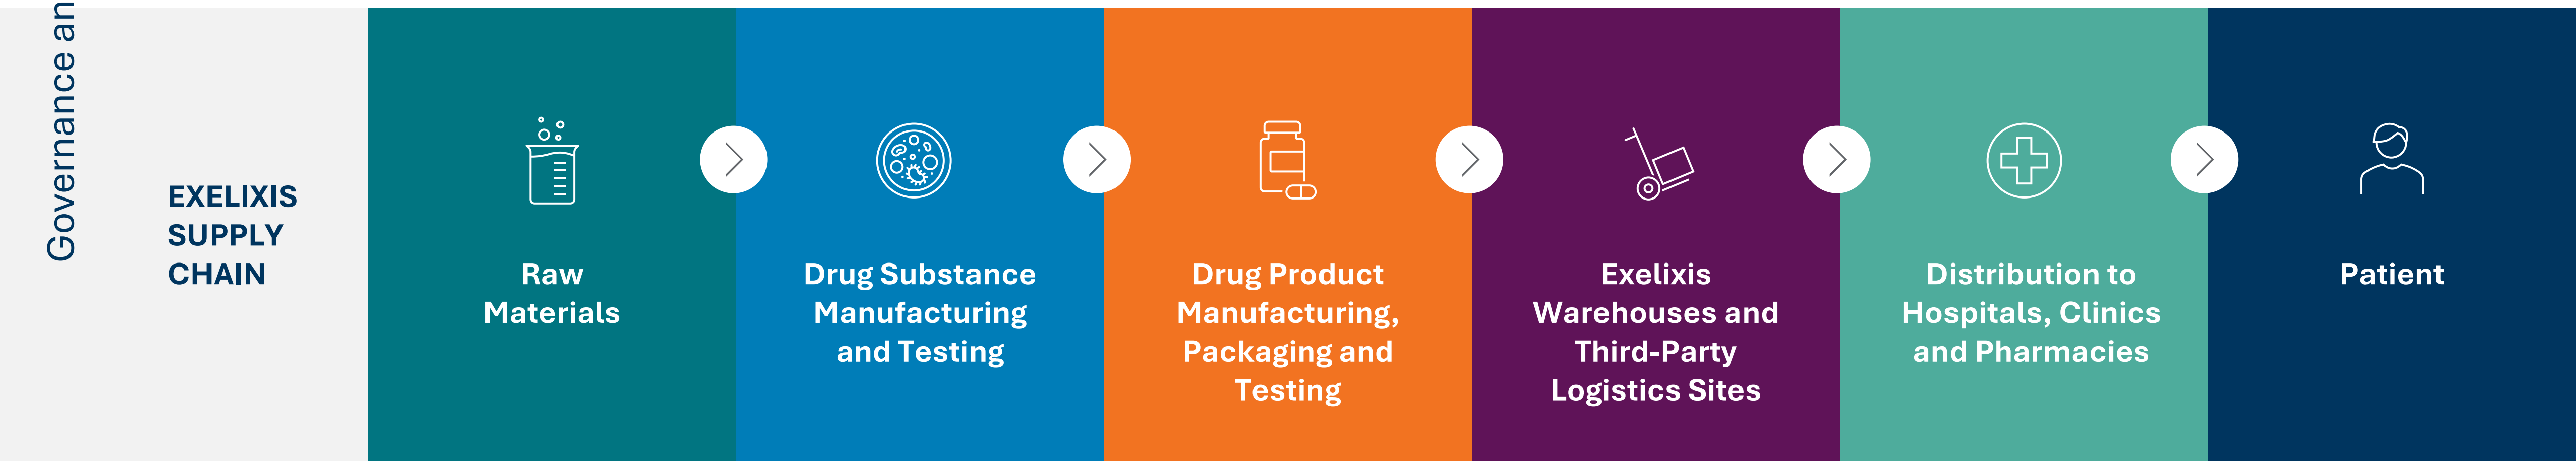 Governance an
EXELIXIS
SUPPLY
CHAIN
Raw
Materials
Drug Substance
Manufacturing
and Testing
Drug Product
Manufacturing,
Packaging and
Testing
Exelixis
Warehouses and
Third-Party
Logistics Sites
Distribution to
Hospitals, Clinics
and Pharmacies
Patient